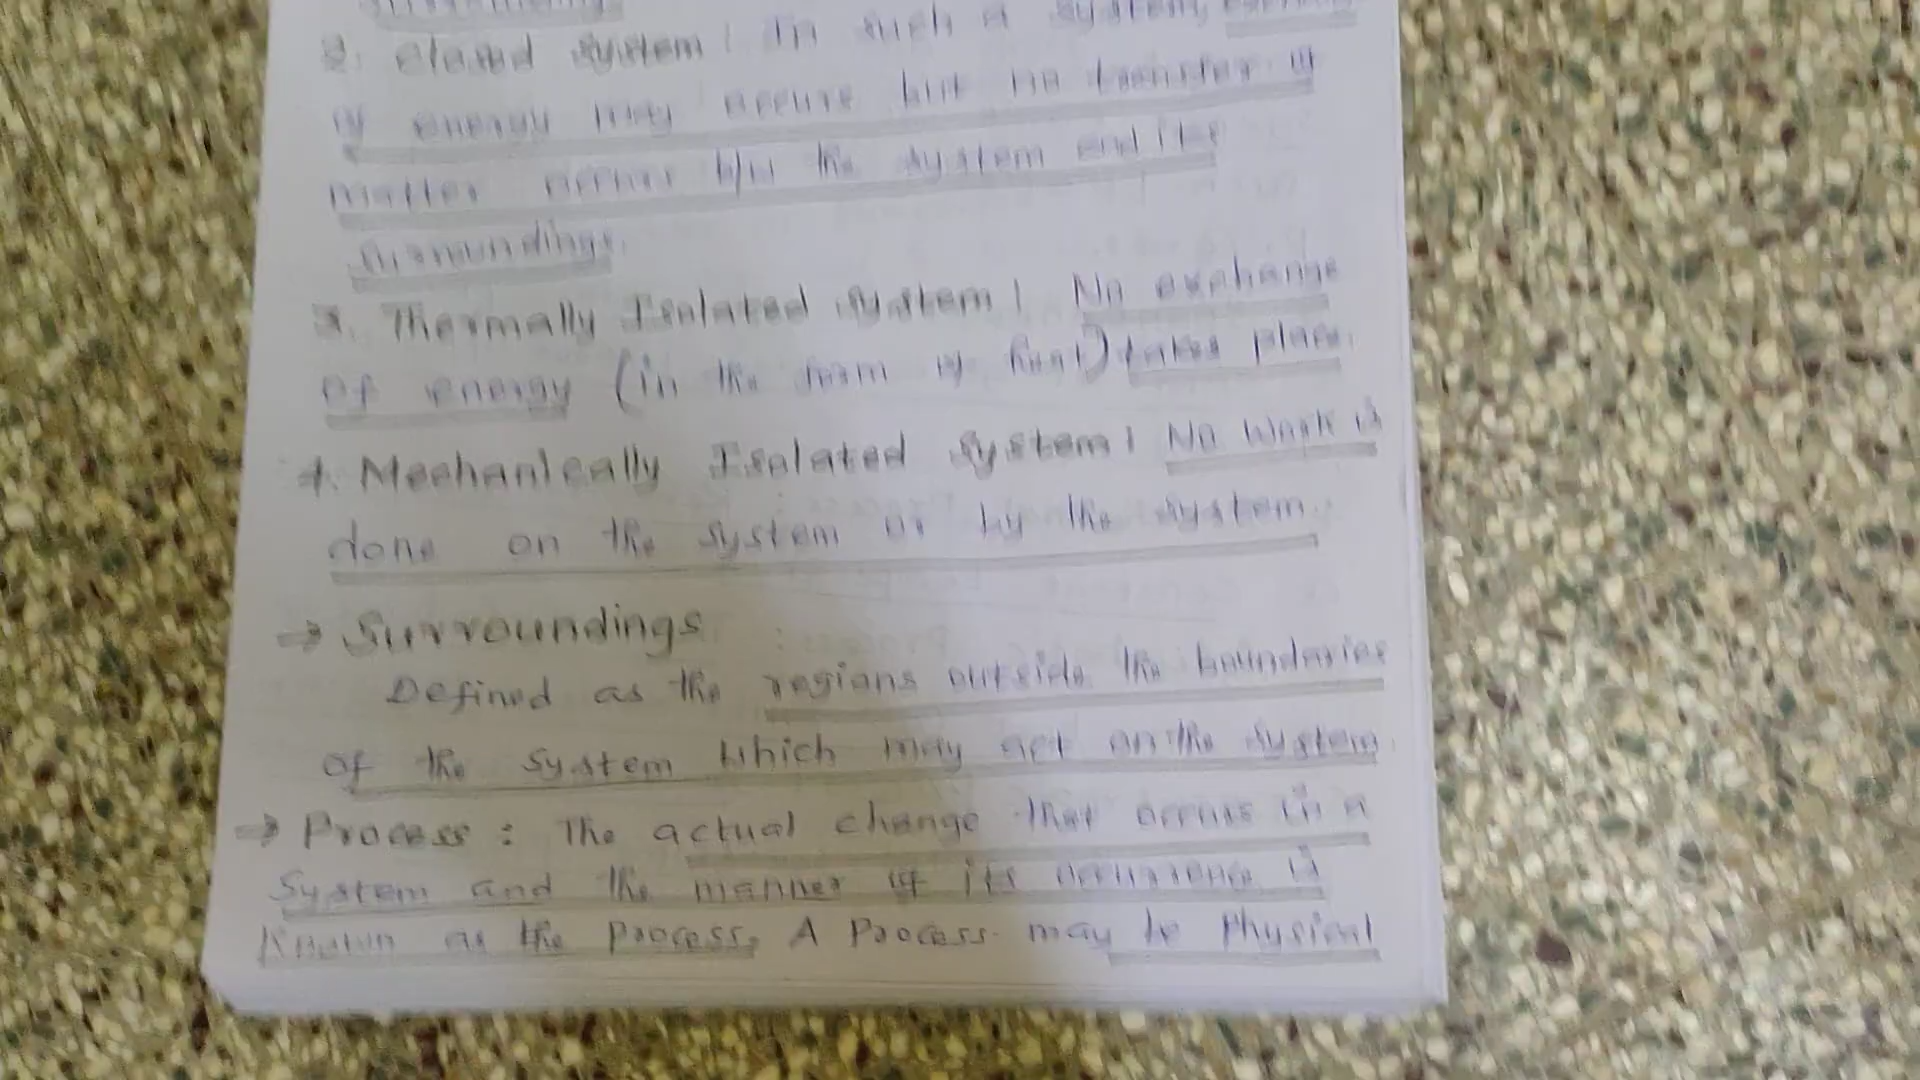 2. Closed System : In such a system,
of energy may occurs but no transfer of
matter occurs b/w the system and its
surroundings.
3. Thermally Isolated System : No exchange
of energy (in the form of heat) takes place.
4. Mechanically Isolated System : No work is
done on the system or by the system.
⇒ Surroundings
Defined as the regions outside the boundaries
of the system which may act on the system.
⇒ Process : The actual change that occurs in a
System and the manner of its occurrence is
Known as the process. A Process may be Physical